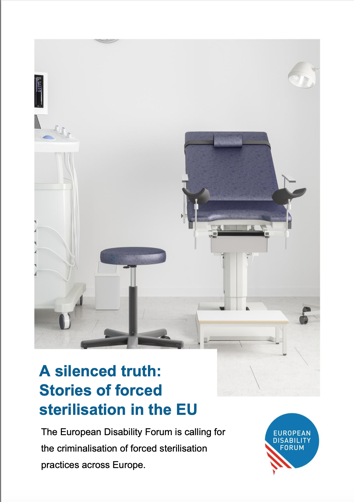 A silenced truth:
Stories of forced
sterilisation in the EU
The European Disability Forum is calling for
the criminalisation of forced sterilisation
practices across Europe.
EUROPEAN
DISABILITY
FORUM